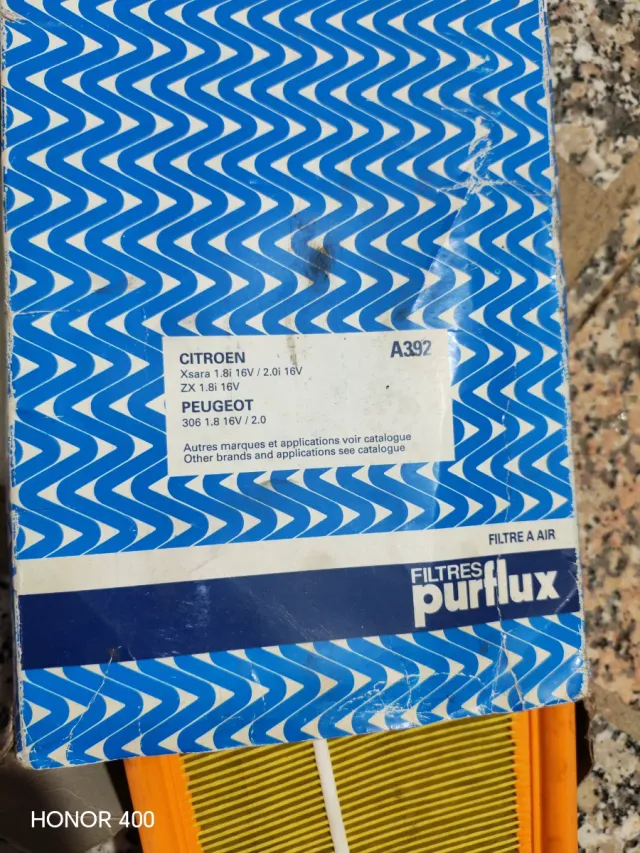 CITROEN
A392
Xsara 1.8i 16V / 2.0i 16V
ZX 1.8i 16V
PEUGEOT
306 1.8 16V / 2.0
Autres marques et applications voir catalogue
Other brands and applications see catalogue
FILTRE A AIR
FILTRES
purflux
HONOR 400